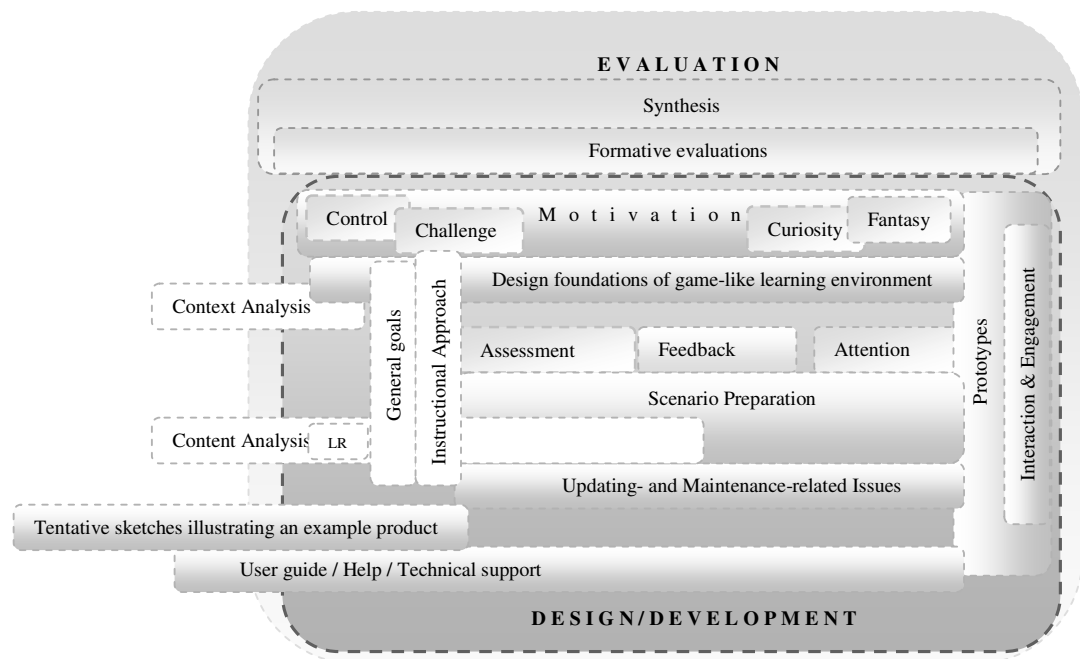 EVALUATION
Synthesis
Formative evaluations
Control
Challenge
Motivation
Curiosity
Fantasy
Design foundations of game-like learning environment
Context Analysis
General goals
Instructional Approach
Assessment
Feedback
Attention
Prototypes
Interaction & Engagement
Scenario Preparation
Content Analysis
LR
Updating- and Maintenance-related Issues
Tentative sketches illustrating an example product
User guide / Help / Technical support
DESIGN/DEVELOPMENT